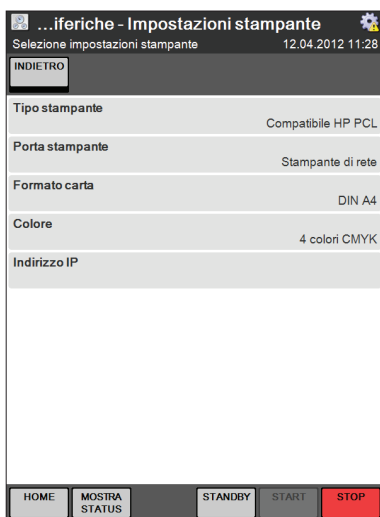 ...iferiche - Impostazioni stampante
Selezione impostazioni stampante 12.04.2012 11:28
INDIETRO
Tipo stampante
Compatibile HP PCL
Porta stampante
Stampante di rete
Formato carta
DIN A4
Colore
4 colori CMYK
Indirizzo IP
HOME
MOSTRA
STATUS
STANDBY
START
STOP